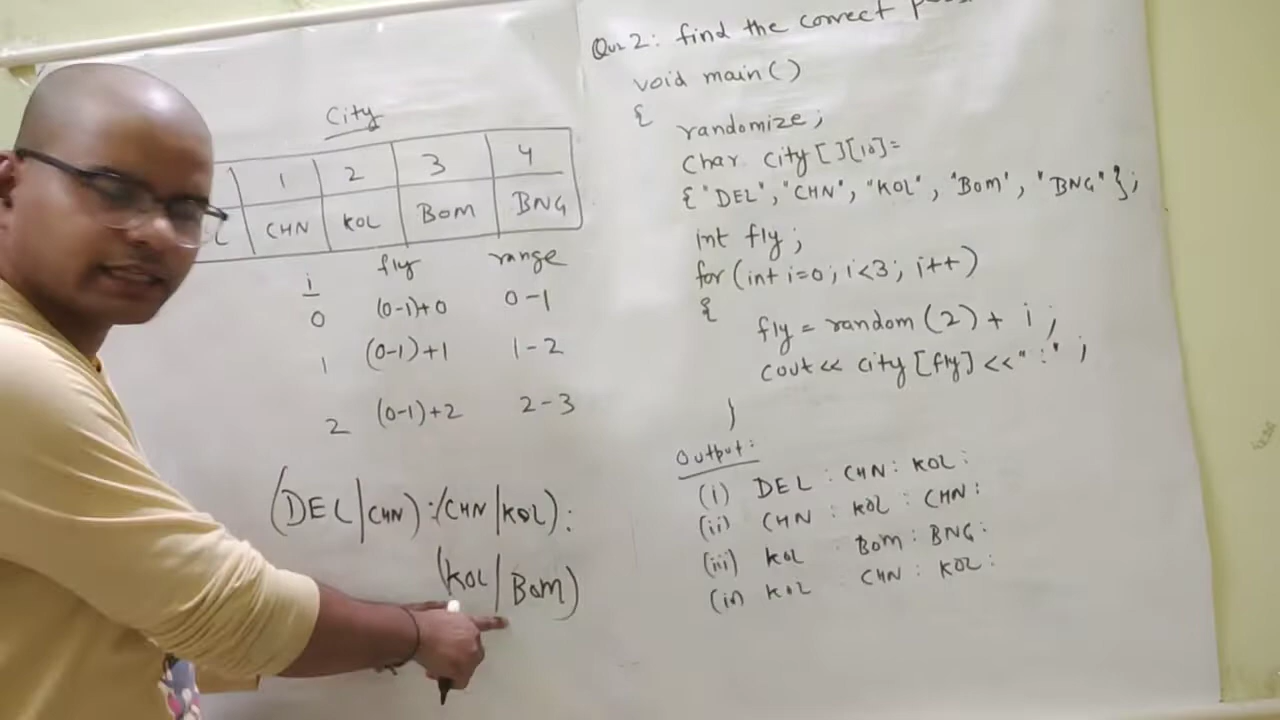 City
1 2 3 4
CHN KOL BOM BNG
i fly range
0 (0-1)+0 0-1
1 (0-1)+1 1-2
2 (0-1)+2 2-3
(DEL|CHN):(CHN|KOL):
(KOL|BOM)
Qus 2: find the correct
void main()
{
randomize;
char city[][10]=
{"DEL","CHN","KOL","BOM","BNG"};
int fly;
for(int i=0; i<3; i++)
{
fly = random(2)+ i;
cout<< city[fly]<<":";
}
Output:
(i) DEL : CHN : KOL :
(ii) CHN : KOL : CHN :
(iii) KOL : BOM : BNG :
(iv) KOL : CHN : KOL :